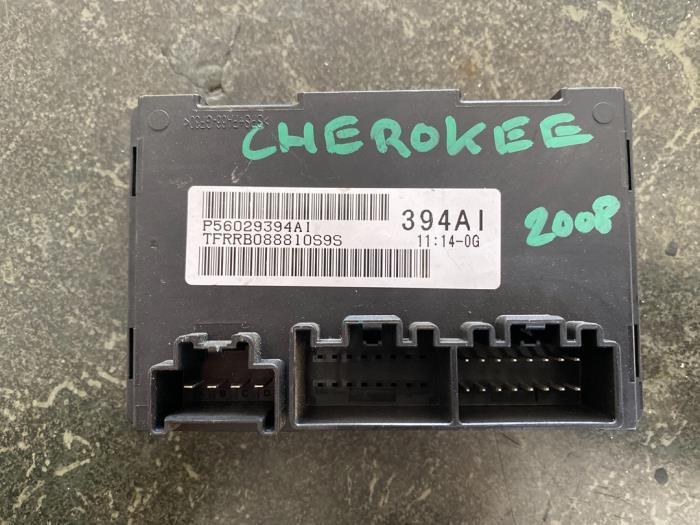 CHEROKEE
2008
P56029394AI
TFRRB088810S9S
394AI
11:14-0G